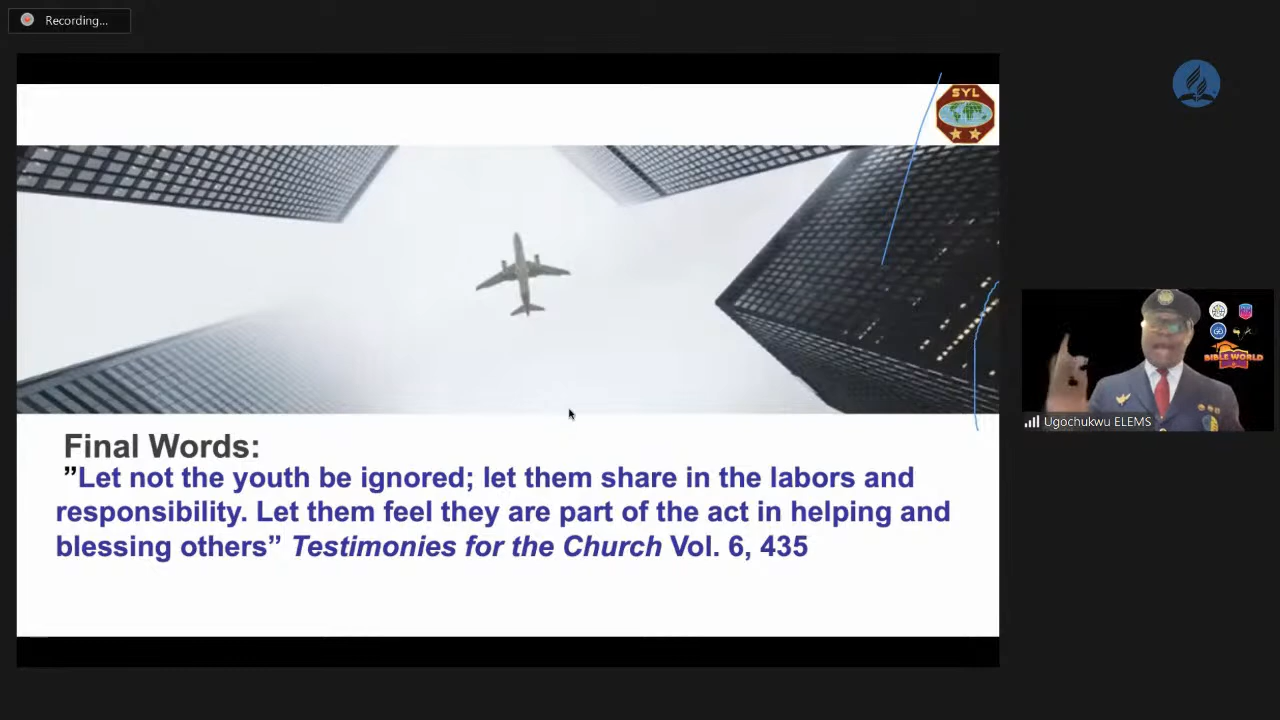 Recording...
SYL
Final Words:
”Let not the youth be ignored; let them share in the labors and
responsibility. Let them feel they are part of the act in helping and
blessing others” Testimonies for the Church Vol. 6, 435
BIBLE WORLD
Ugochukwu ELEMS